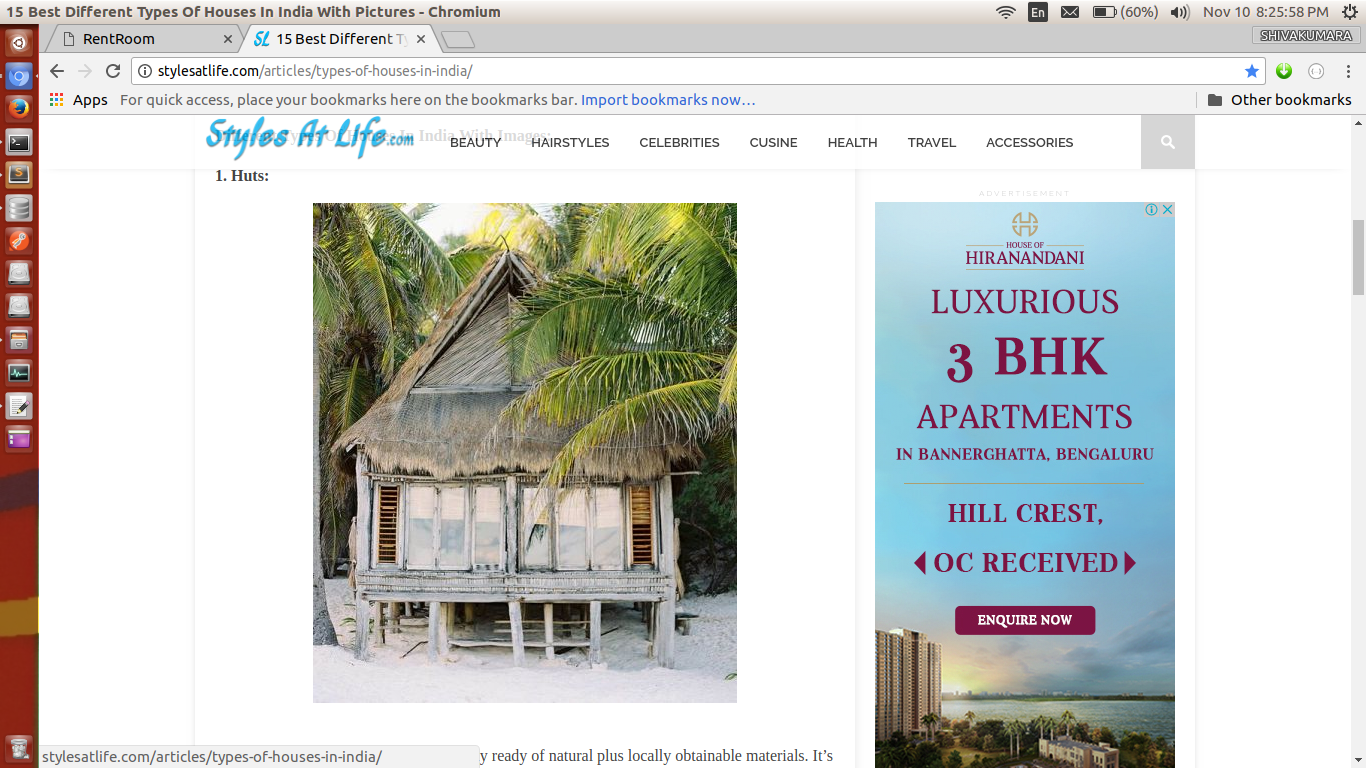 15 Best Different Types Of Houses In India With Pictures - Chromium
En
(60%)
Nov 10 8:25:58 PM
RentRoom
15 Best Different Ty
SHIVAKUMARA
stylesatlife.com/articles/types-of-houses-in-india/
Apps
For quick access, place your bookmarks here on the bookmarks bar. Import bookmarks now…
Other bookmarks
Styles At Life.com
Of Houses In India With Images:
BEAUTY
HAIRSTYLES
CELEBRITIES
CUSINE
HEALTH
TRAVEL
ACCESSORIES
1. Huts:
ADVERTISEMENT
HOUSE OF
HIRANANDANI
LUXURIOUS
3 BHK
APARTMENTS
IN BANNERGHATTA, BENGALURU
HILL CREST,
OC RECEIVED
ENQUIRE NOW
y ready of natural plus locally obtainable materials. It’s
stylesatlife.com/articles/types-of-houses-in-india/